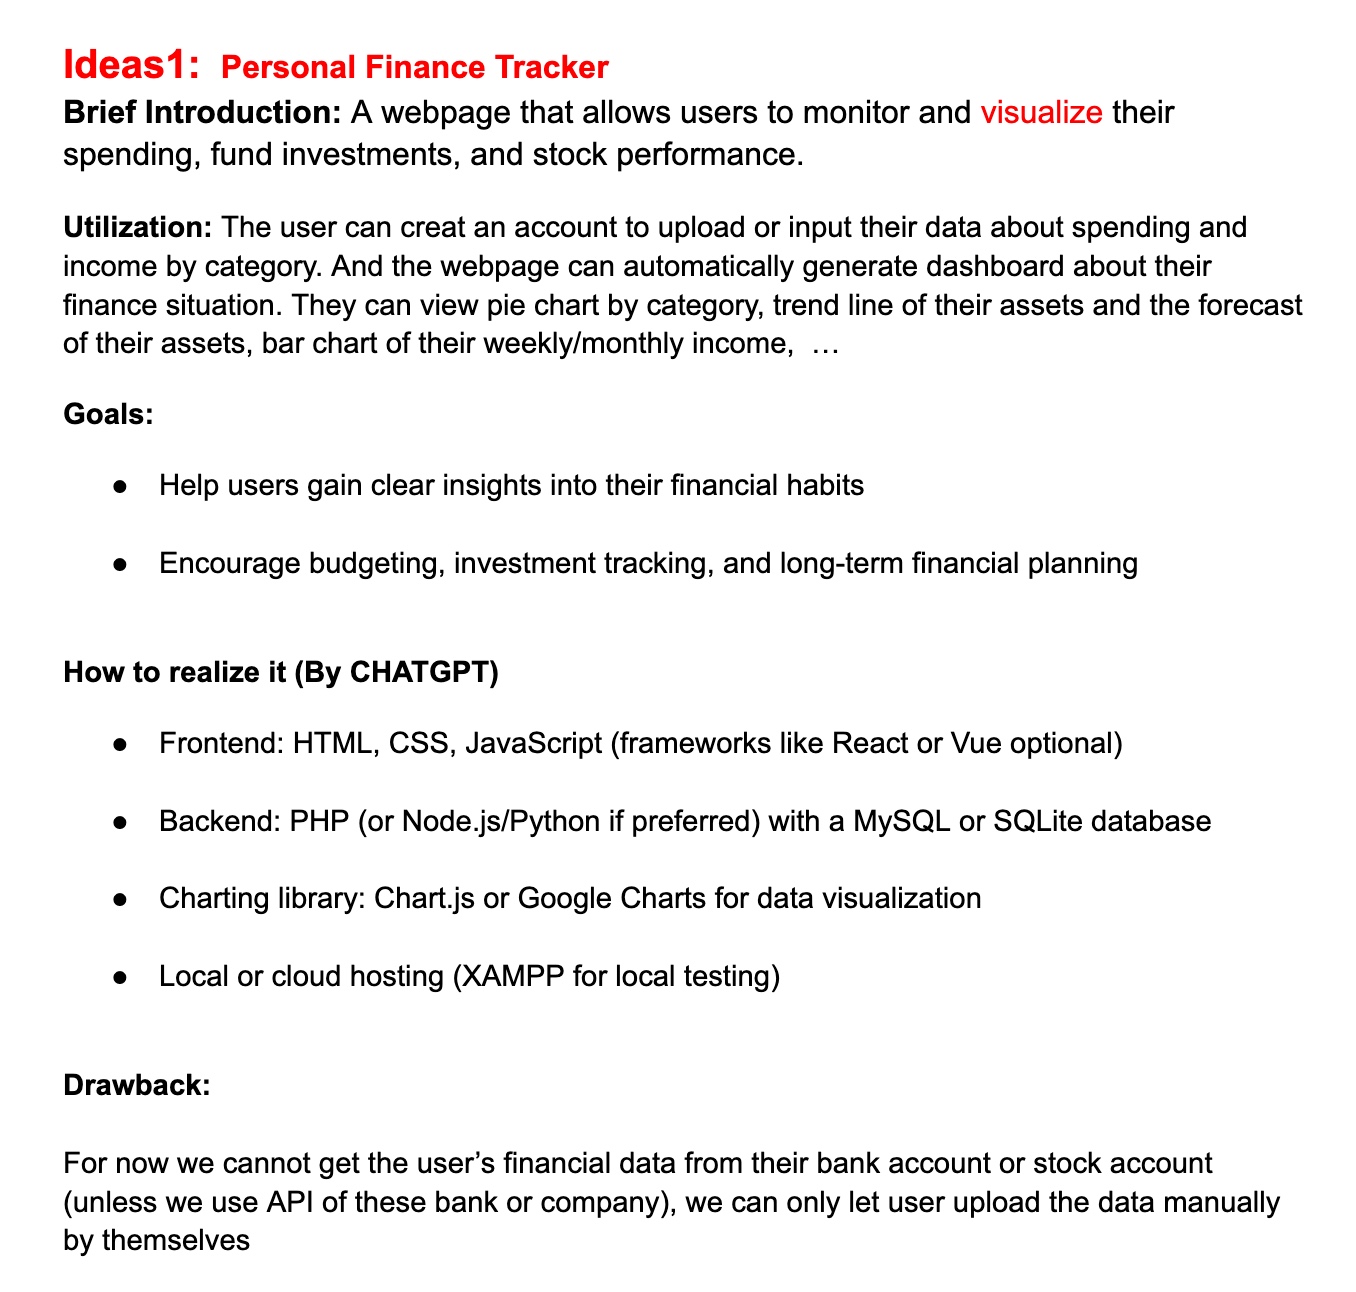 Ideas1: Personal Finance Tracker
Brief Introduction: A webpage that allows users to monitor and visualize their
spending, fund investments, and stock performance.
Utilization: The user can creat an account to upload or input their data about spending and
income by category. And the webpage can automatically generate dashboard about their
finance situation. They can view pie chart by category, trend line of their assets and the forecast
of their assets, bar chart of their weekly/monthly income, …
Goals:
● Help users gain clear insights into their financial habits
● Encourage budgeting, investment tracking, and long-term financial planning
How to realize it (By CHATGPT)
● Frontend: HTML, CSS, JavaScript (frameworks like React or Vue optional)
● Backend: PHP (or Node.js/Python if preferred) with a MySQL or SQLite database
● Charting library: Chart.js or Google Charts for data visualization
● Local or cloud hosting (XAMPP for local testing)
Drawback:
For now we cannot get the user’s financial data from their bank account or stock account
(unless we use API of these bank or company), we can only let user upload the data manually
by themselves